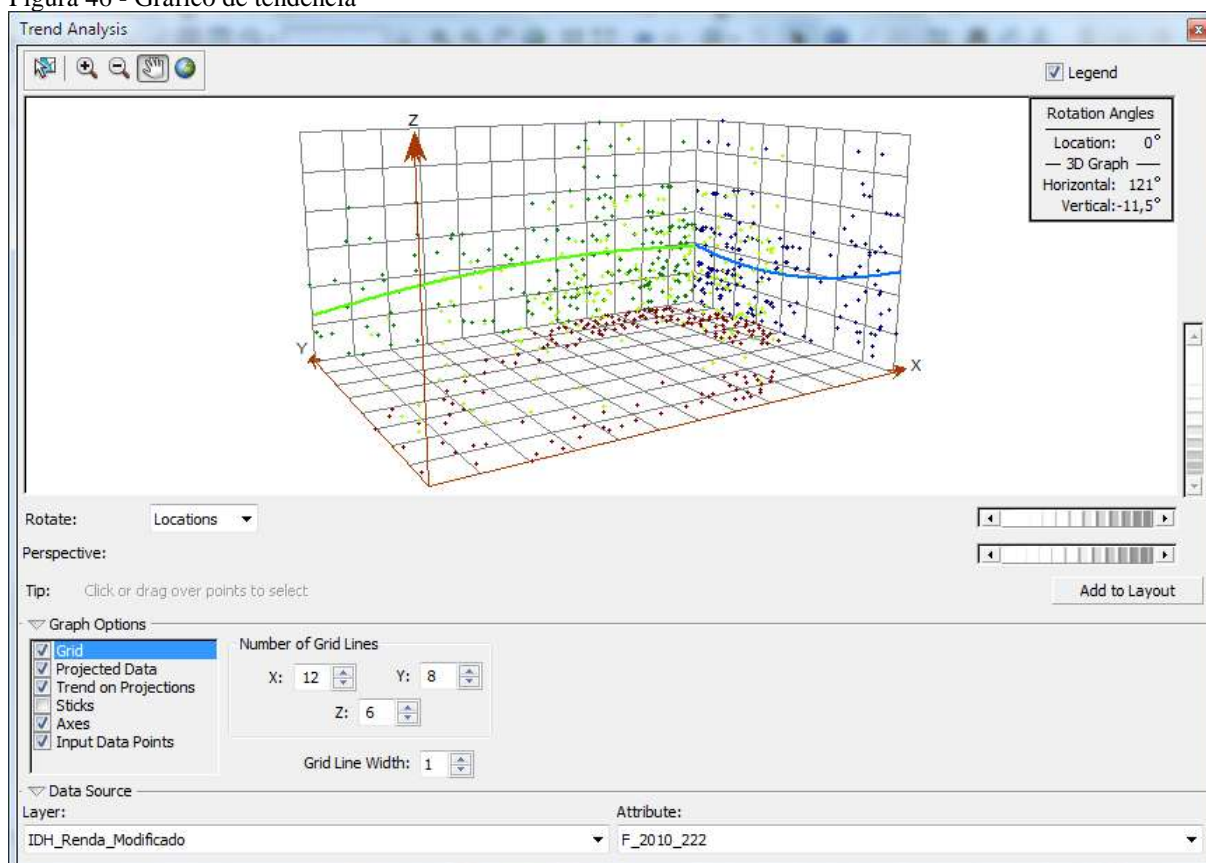 Figura 46 - Gráfico de tendência
Trend Analysis
Legend
Rotation Angles
Location: 0°
3D Graph
Horizontal: 121°
Vertical:-11,5°
Z
Y
X
Rotate: Locations
Perspective:
Tip: Click or drag over points to select
Add to Layout
Graph Options
Grid
Projected Data
Trend on Projections
Sticks
Axes
Input Data Points
Number of Grid Lines
X: 12 Y: 8
Z: 6
Grid Line Width: 1
Data Source
Layer: Attribute:
IDH_Renda_Modificado F_2010_222